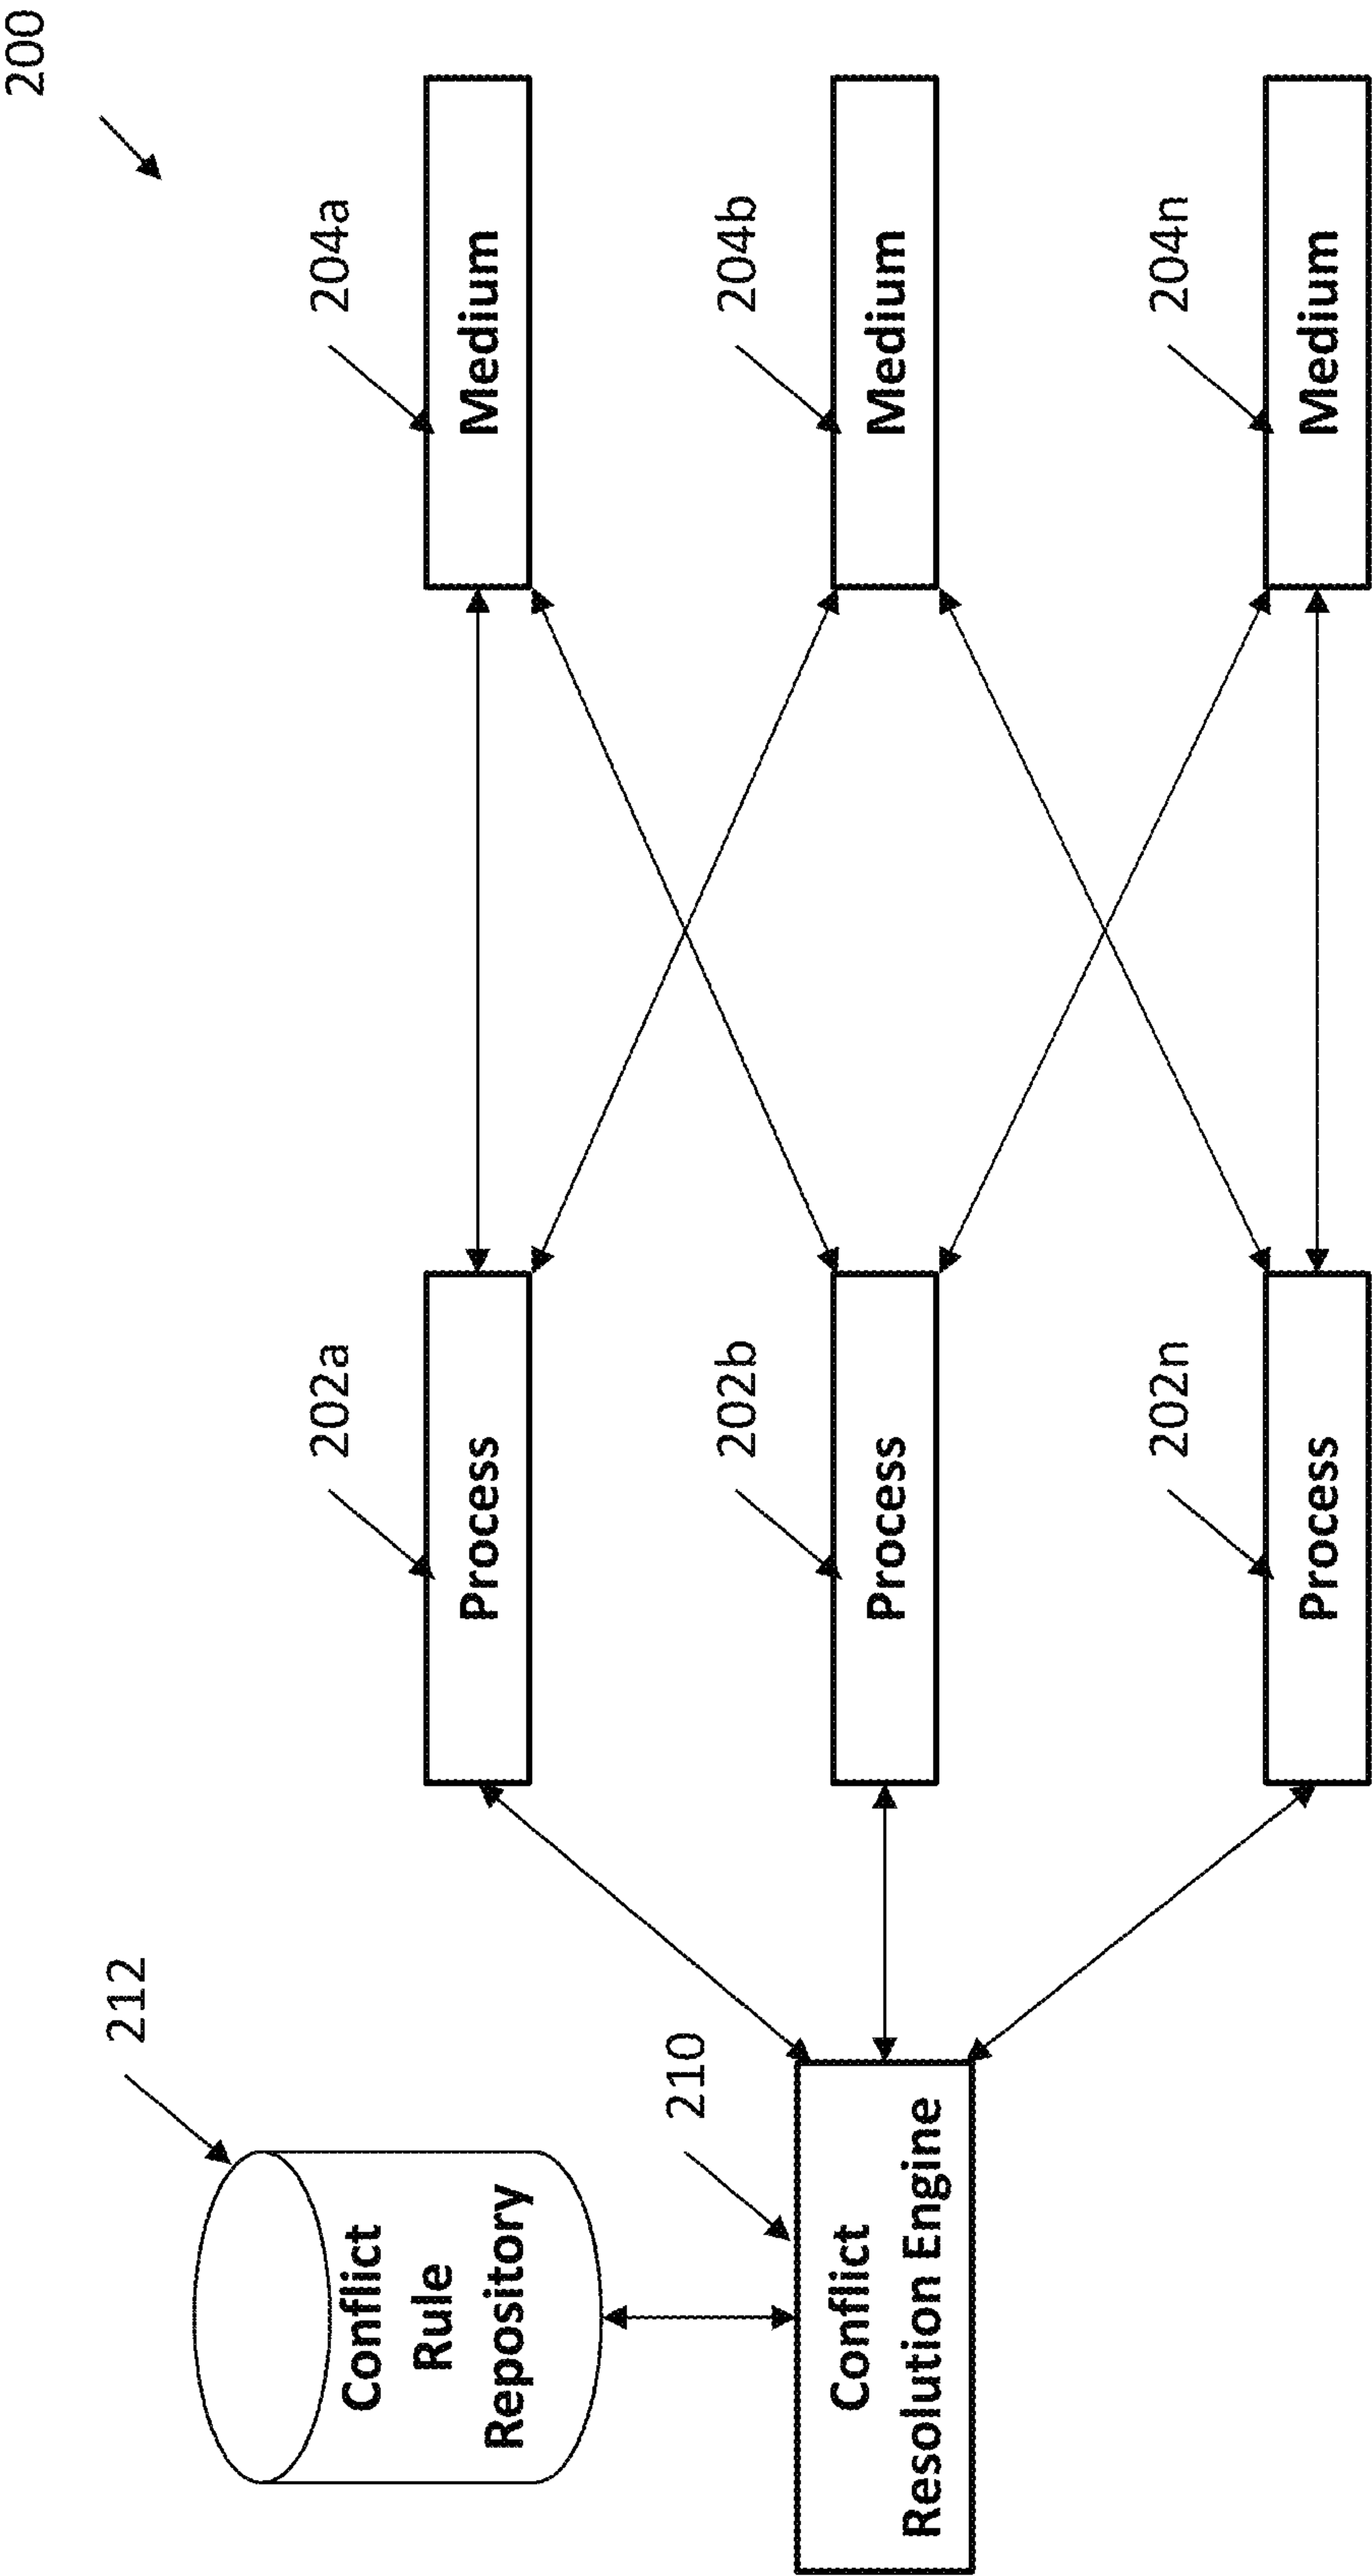 200
212
Conflict
Rule
Repository
210
Conflict
Resolution Engine
202a
Process
204a
Medium
202b
Process
204b
Medium
202n
Process
204n
Medium